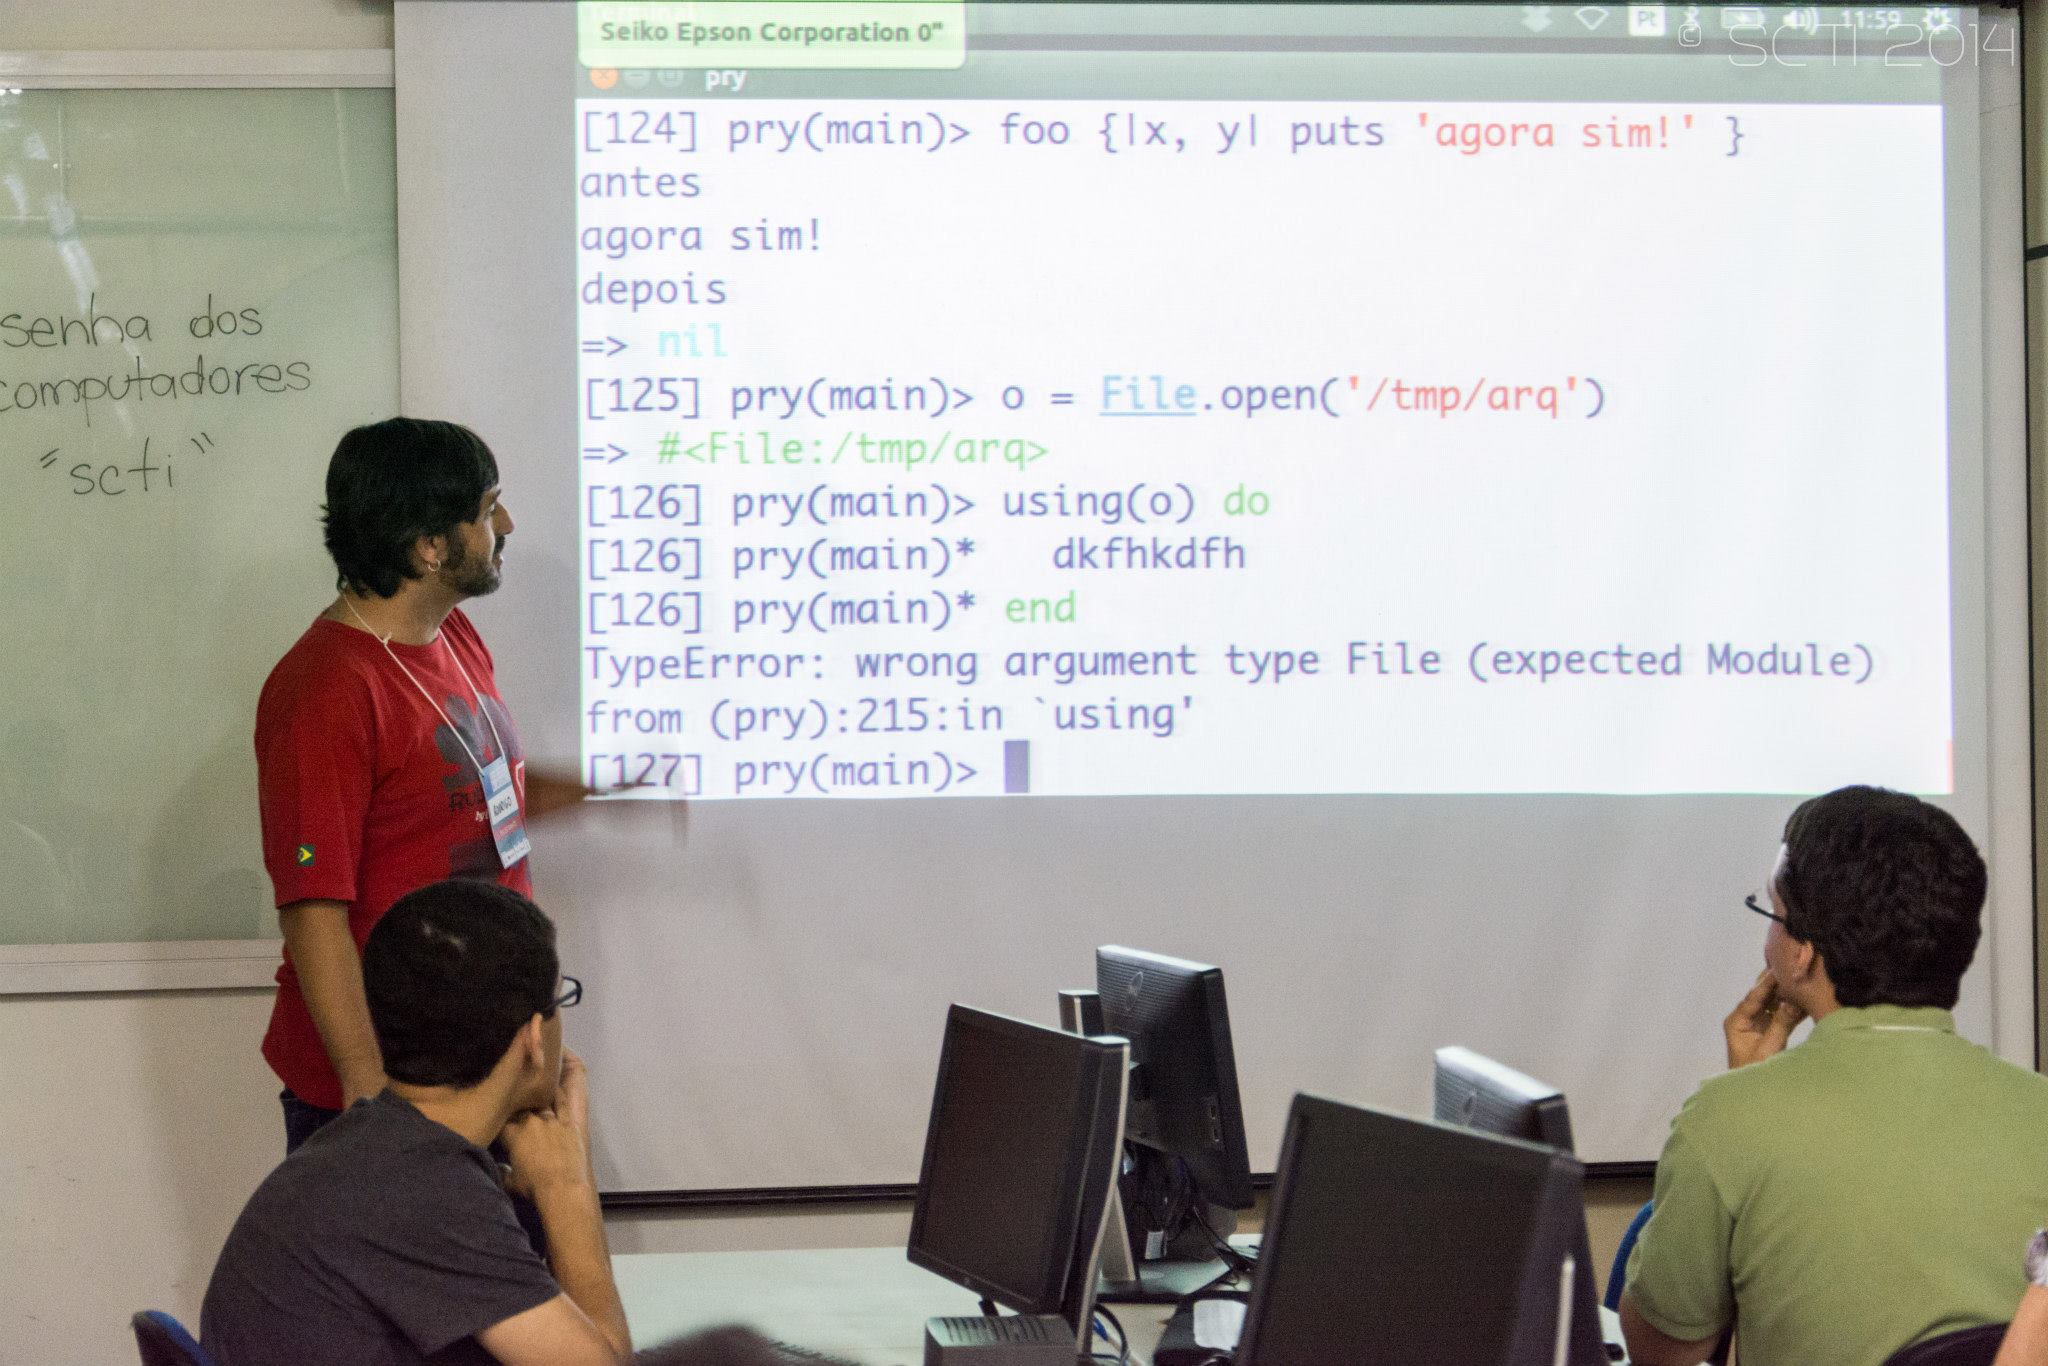 Seiko Epson Corporation 0"
Pt
11:59
© SCTI 2014
pry
[124] pry(main)> foo {|x, y| puts 'agora sim!' }
antes
agora sim!
depois
=> nil
[125] pry(main)> o = File.open('/tmp/arq')
=> #<File:/tmp/arq>
[126] pry(main)> using(o) do
[126] pry(main)*   dkfhkdfh
[126] pry(main)* end
TypeError: wrong argument type File (expected Module)
from (pry):215:in `using'
[127] pry(main)>
senha dos
computadores
"scti"